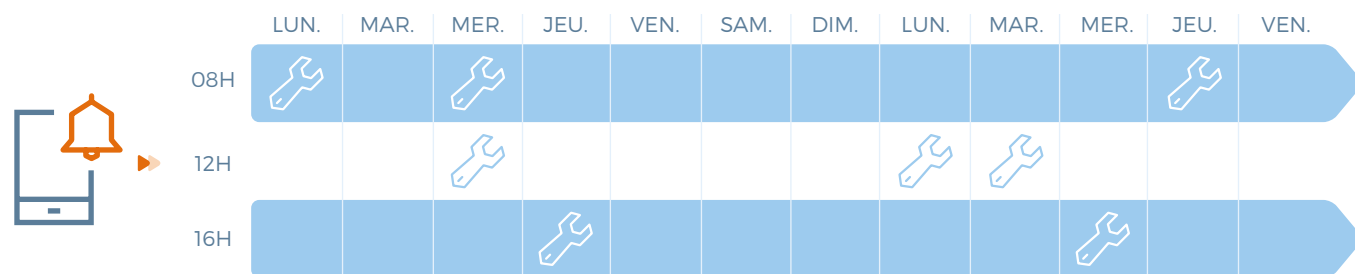 LUN. MAR. MER. JEU. VEN. SAM. DIM. LUN. MAR. MER. JEU. VEN.
08H
12H
16H